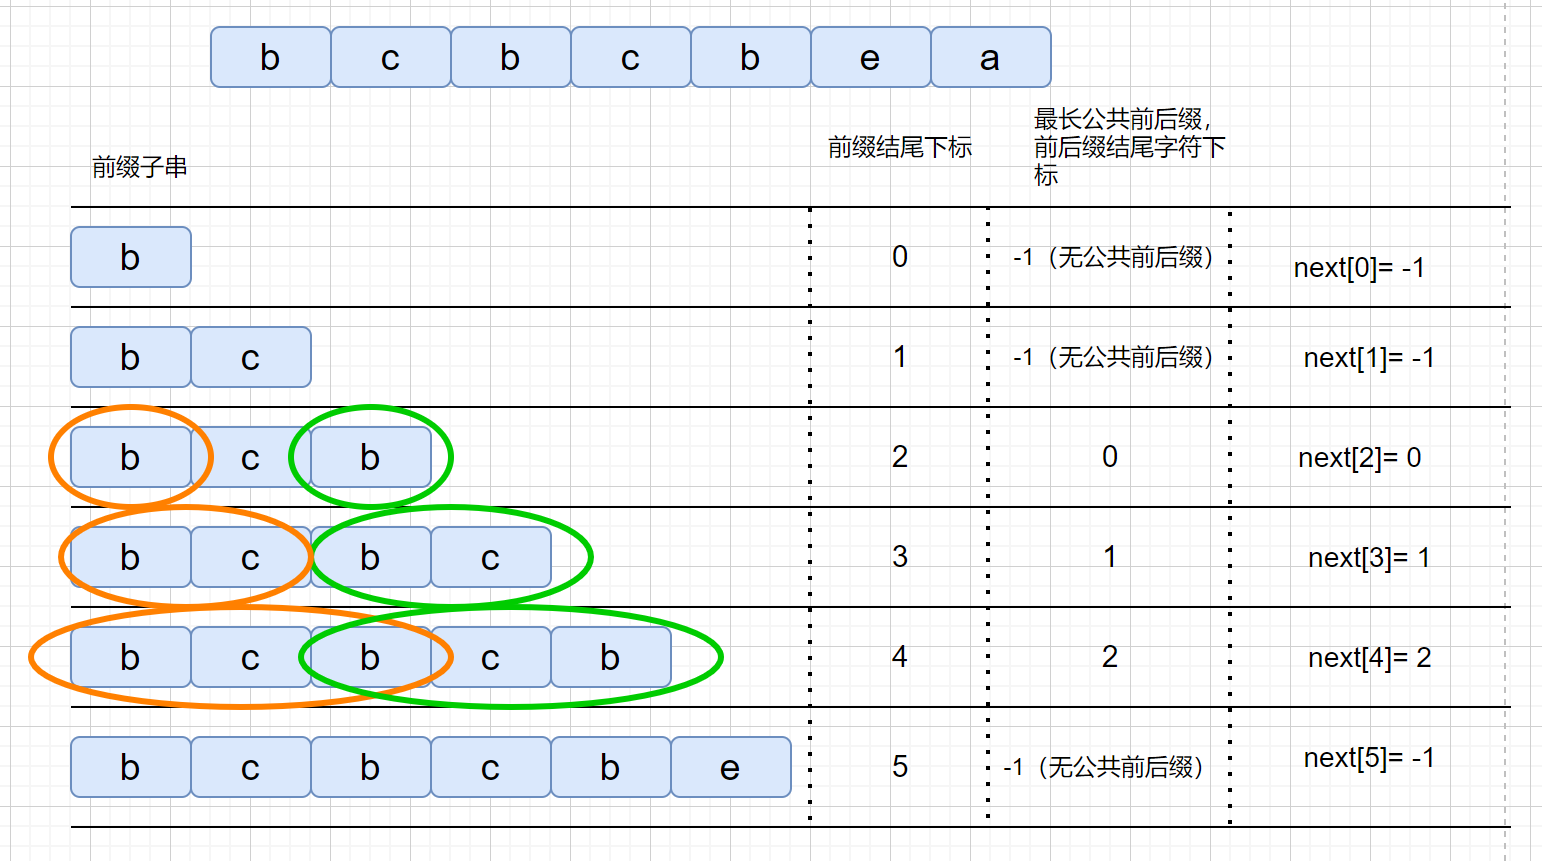 b c b c b e a
前缀子串
前缀结尾下标
最长公共前后缀，
前后缀结尾字符下
标
b 0 -1（无公共前后缀） next[0]= -1
b c 1 -1（无公共前后缀） next[1]= -1
b c b 2 0 next[2]= 0
b c b c 3 1 next[3]= 1
b c b c b 4 2 next[4]= 2
b c b c b e 5 -1（无公共前后缀） next[5]= -1